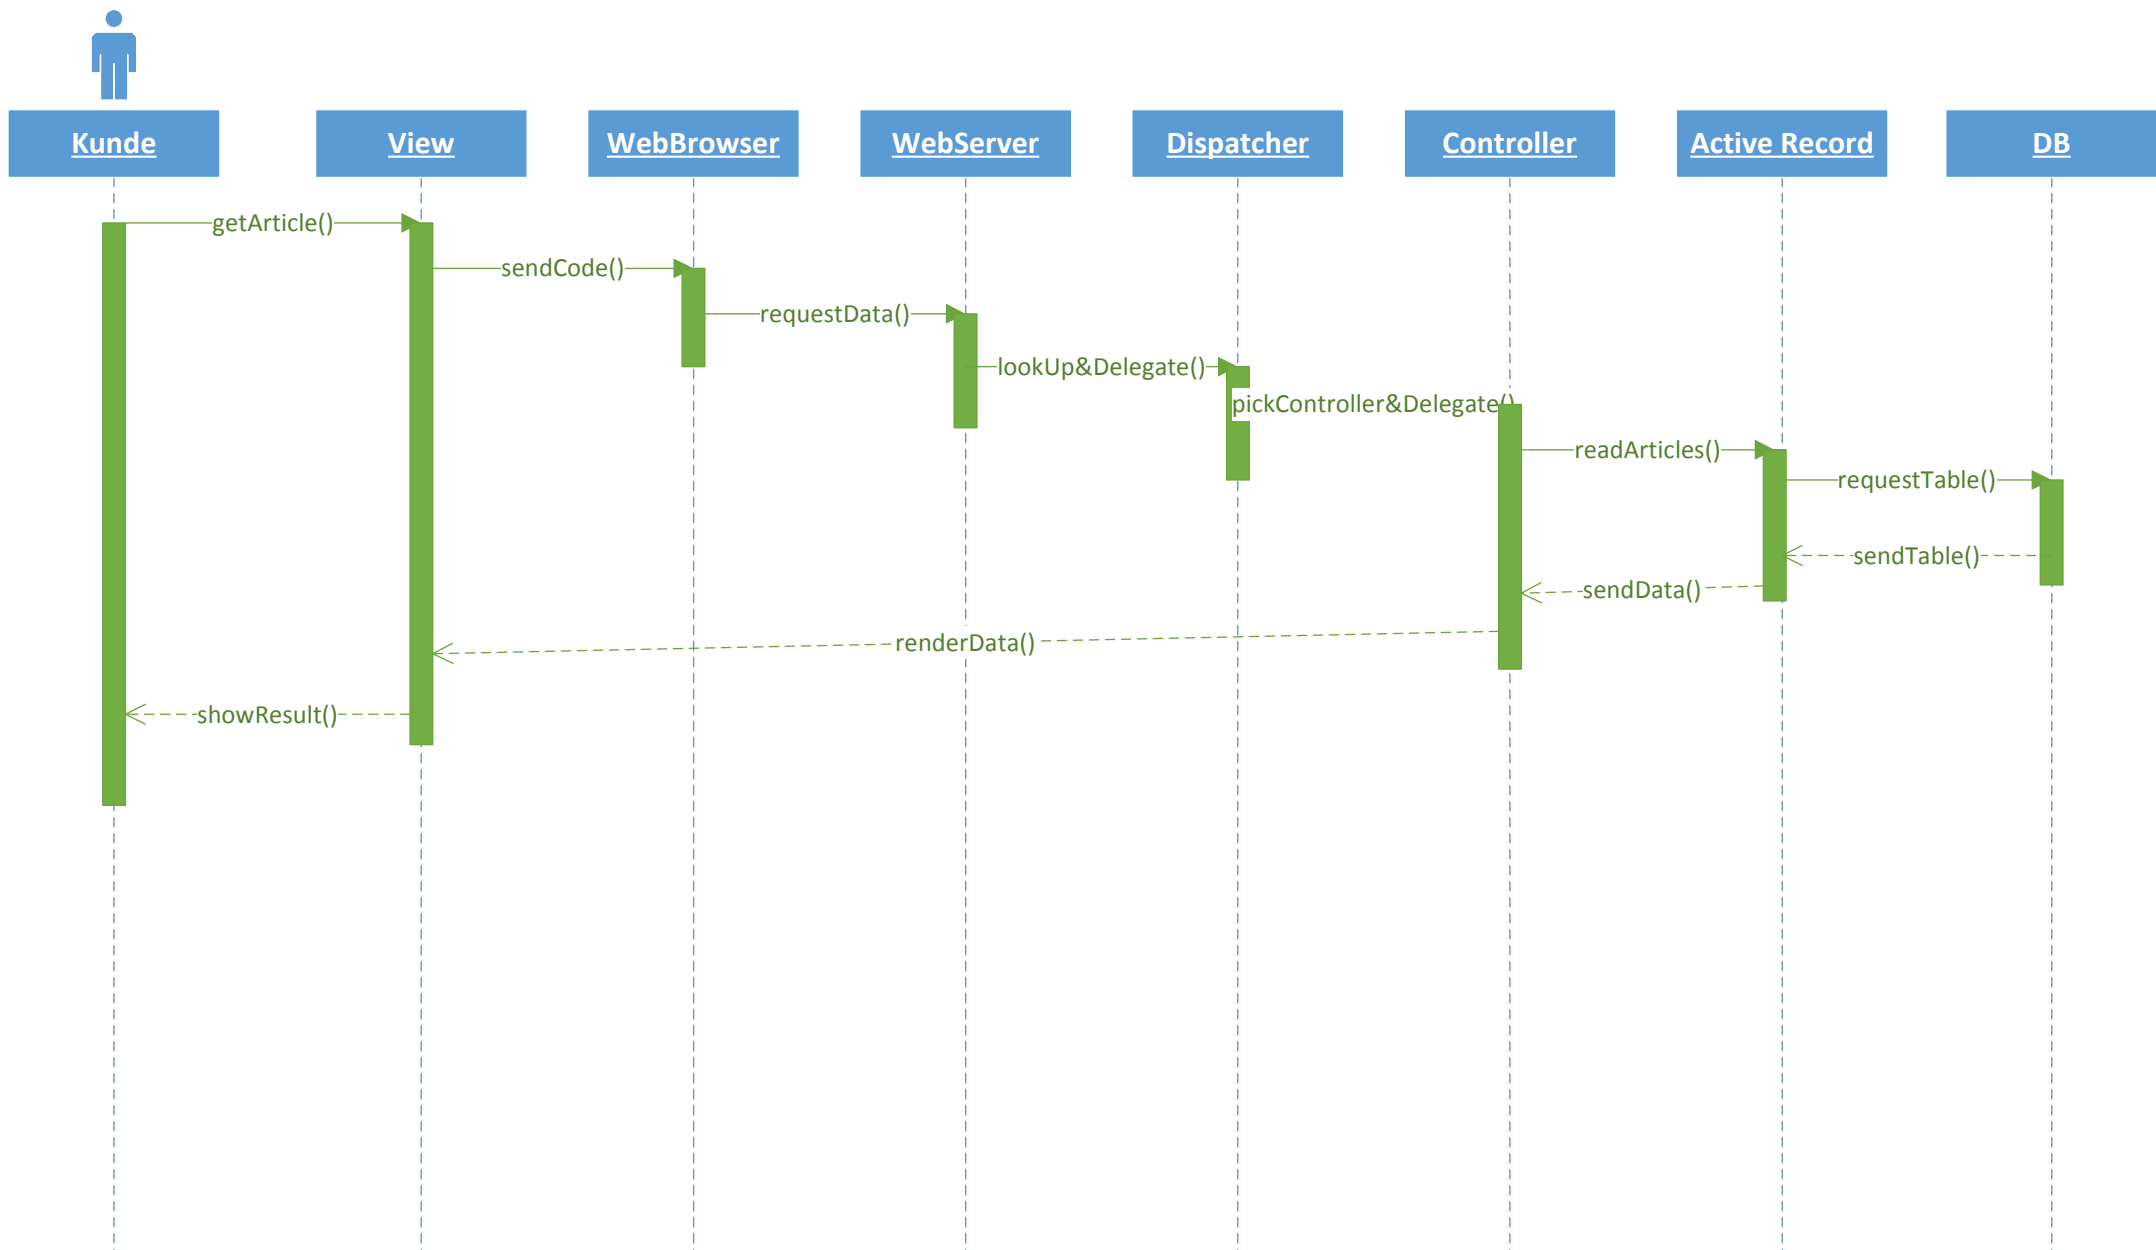 Kunde
View
WebBrowser
WebServer
Dispatcher
Controller
Active Record
DB
getArticle()
sendCode()
requestData()
lookUp&Delegate()
pickController&Delegate()
readArticles()
requestTable()
sendTable()
sendData()
renderData()
showResult()